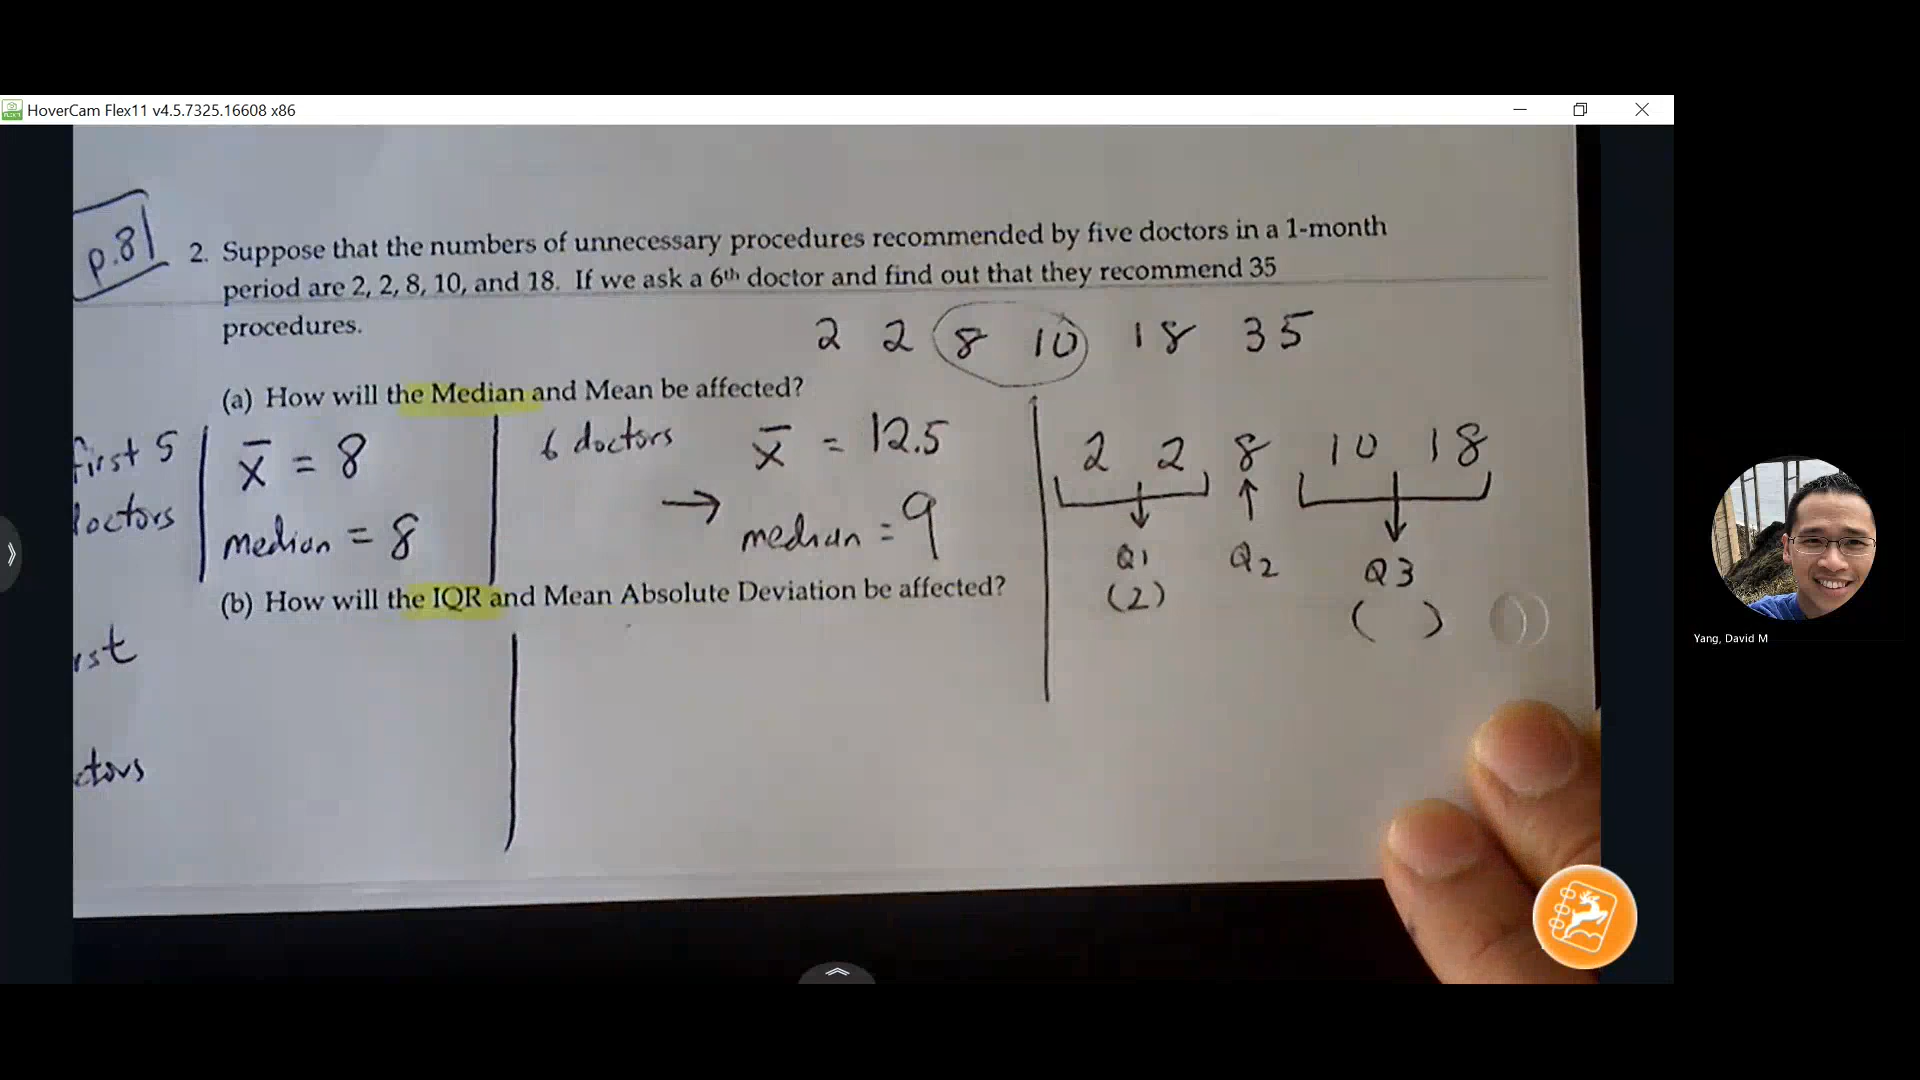 HoverCam Flex11 v4.5.7325.16608 x86
p.81
2. Suppose that the numbers of unnecessary procedures recommended by five doctors in a 1-month
period are 2, 2, 8, 10, and 18. If we ask a 6th doctor and find out that they recommend 35
procedures.
2 2 8 10 18 35
(a) How will the Median and Mean be affected?
first 5
doctors
x̄ = 8
median = 8
6 doctors
x̄ = 12.5
→ median = 9
2 2 8 10 18
Q1 Q2 Q3
(2) ( )
(b) How will the IQR and Mean Absolute Deviation be affected?
rst
ctors
Yang, David M